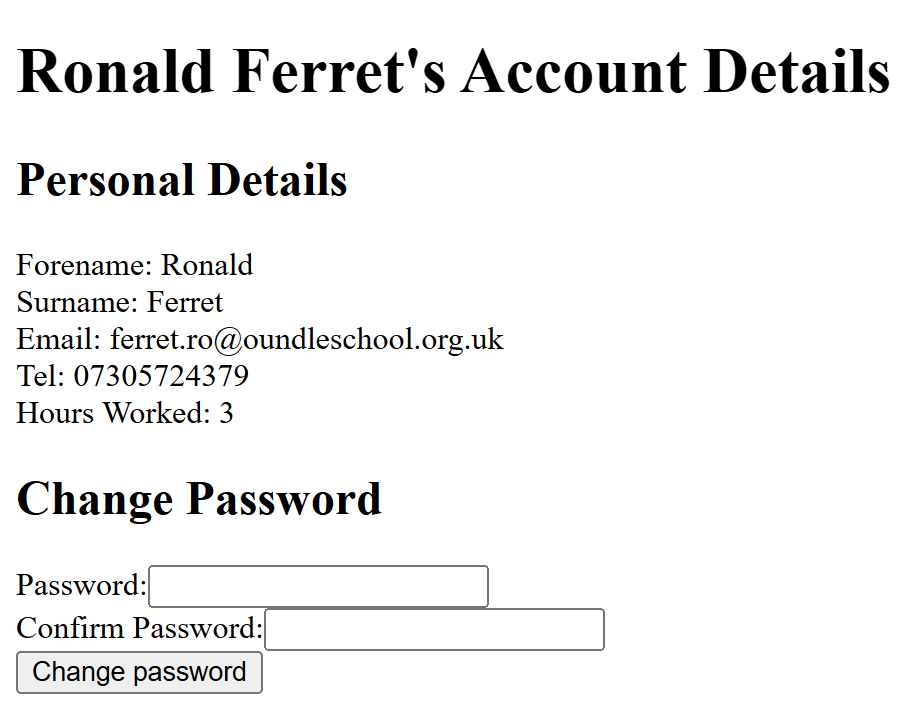 Ronald Ferret's Account Details
Personal Details
Forename: Ronald
Surname: Ferret
Email: ferret.ro@oundleschool.org.uk
Tel: 07305724379
Hours Worked: 3
Change Password
Password:
Confirm Password:
Change password